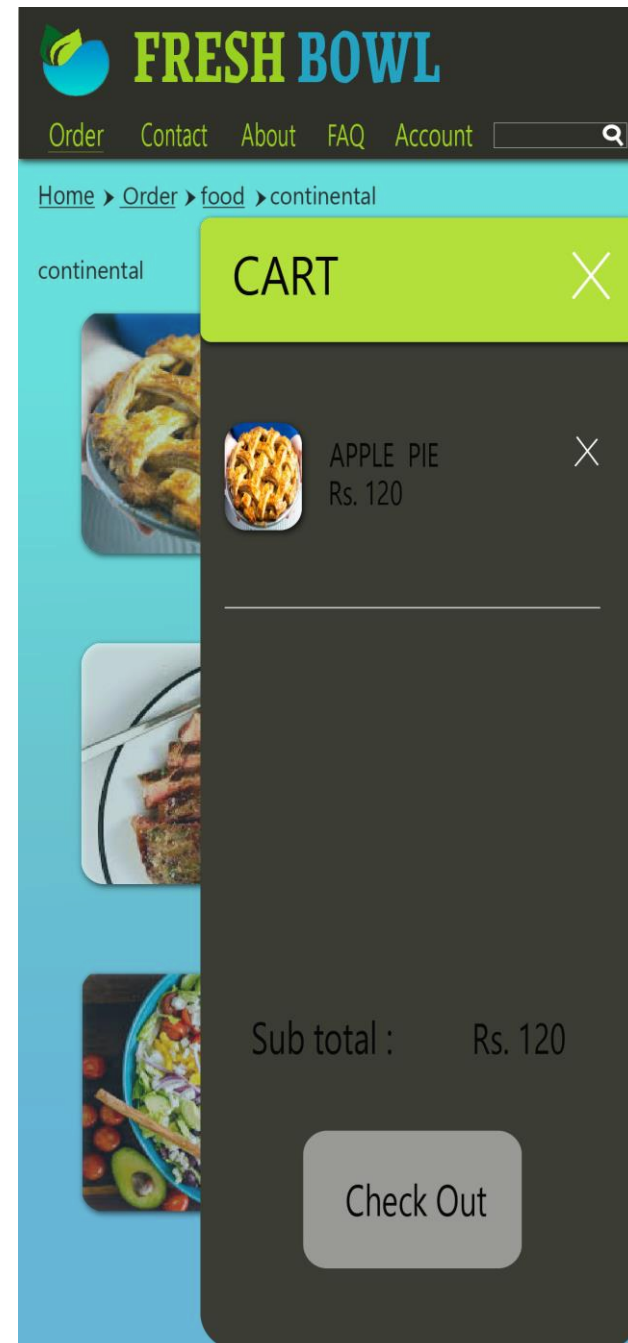 FRESH BOWL
Order Contact About FAQ Account
Home > Order > food > continental
continental
CART X
APPLE PIE X
Rs. 120
Sub total : Rs. 120
Check Out